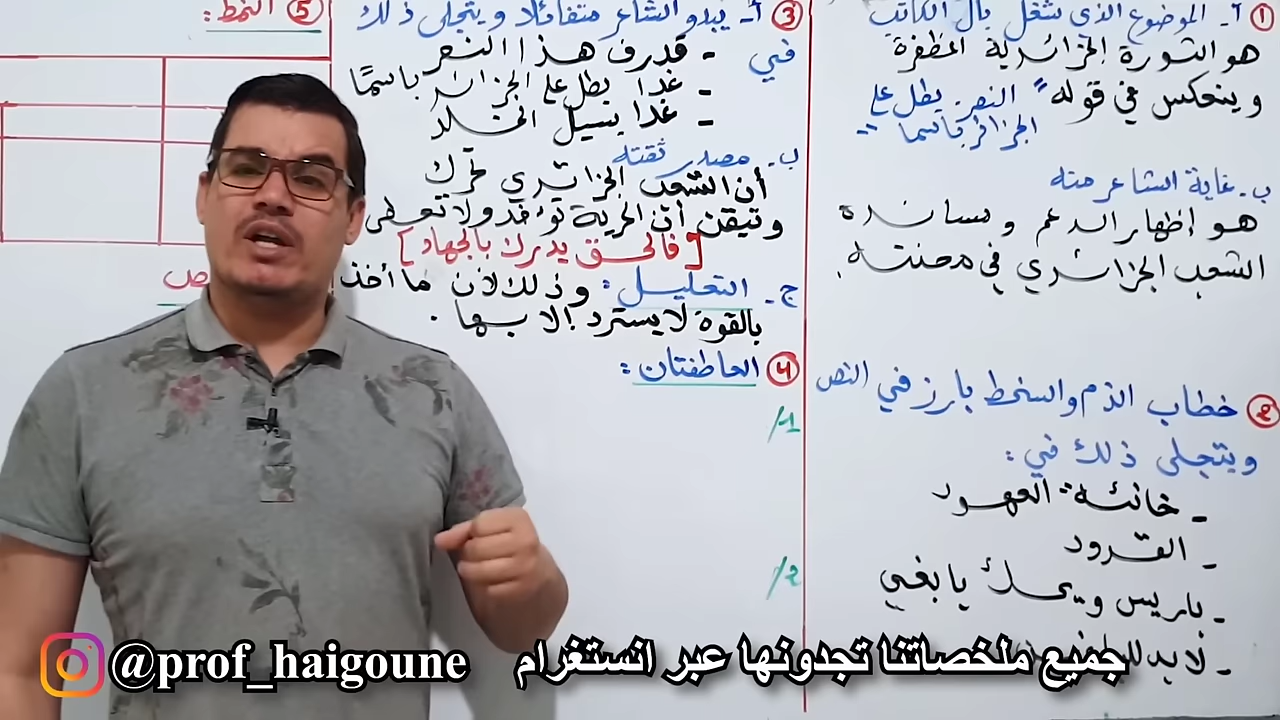 ① أ- الموضوع الذي شغل بال الكاتب
هو الثورة الجزائرية المظفرة
وينعكس في قوله "النصر يطل على
الجزائر باسما"
ب- غاية الشاعر منه
هو إظهار الدعم ومساندة
الشعب الجزائري في محنته.
② خطاب الذم والسخط بارز في النص
ويتجلى ذلك في:
- خائنة العهود
- القرود
- باريس ويحك يا بغي
- لابد
③ أ- يبدو الشاعر متفائلا ويتجلى ذلك
في - قد رف هذا النصر
- غدا يطل على الجزائر باسمًا
- غدا يسيل الخلد
ب- مصدر ثقته
أن الشعب الجزائري تحرك
وتيقن أن الحرية تؤخذ ولا تعطى
[فالحق يدرك بالجهاد]
ج- التعليل: وذلك لأن ما أخذ
بالقوة لا يسترد إلا بها.
④ العاطفتان:
1/
2/
⑤ النمط:
ص
@prof_haigoune جميع ملخصاتنا تجدونها عبر انستغرام